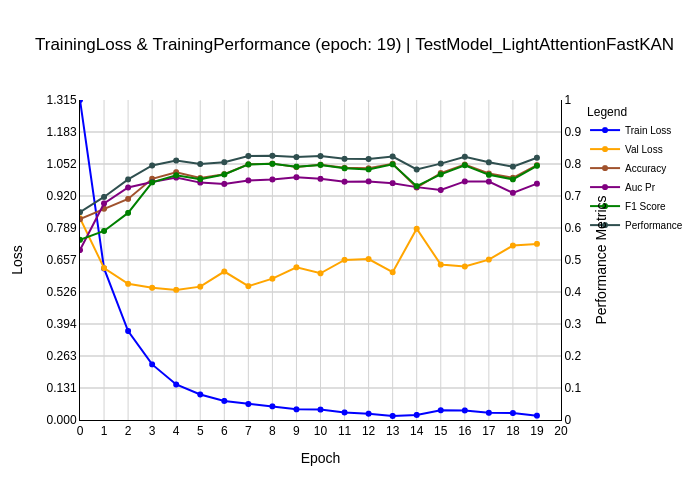 TrainingLoss & TrainingPerformance (epoch: 19) | TestModel_LightAttentionFastKAN
1.315
1.183
1.052
0.920
0.789
0.657
0.526
0.394
0.263
0.131
0.000
Loss
0 1 2 3 4 5 6 7 8 9 10 11 12 13 14 15 16 17 18 19 20
Epoch
1
0.9
0.8
0.7
0.6
0.5
0.4
0.3
0.2
0.1
0
Performance Metrics
Legend
Train Loss
Val Loss
Accuracy
Auc Pr
F1 Score
Performance